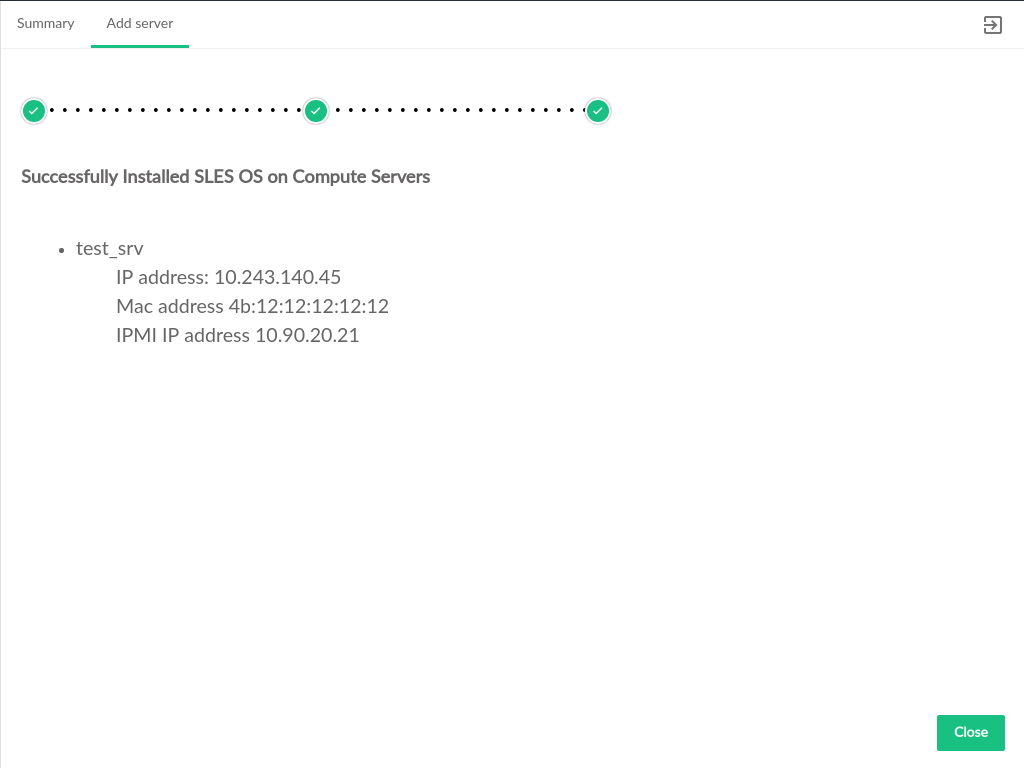 Summary
Add server
Successfully Installed SLES OS on Compute Servers
test_srv
IP address: 10.243.140.45
Mac address 4b:12:12:12:12:12
IPMI IP address 10.90.20.21
Close